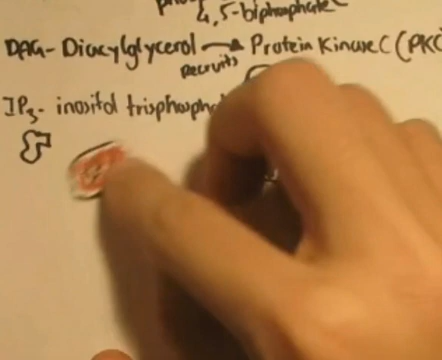 4,5-biphosphate
DAG- Diacylglycerol → Protein Kinase C (PKC
Recruits
IP3- inositol trisphosph